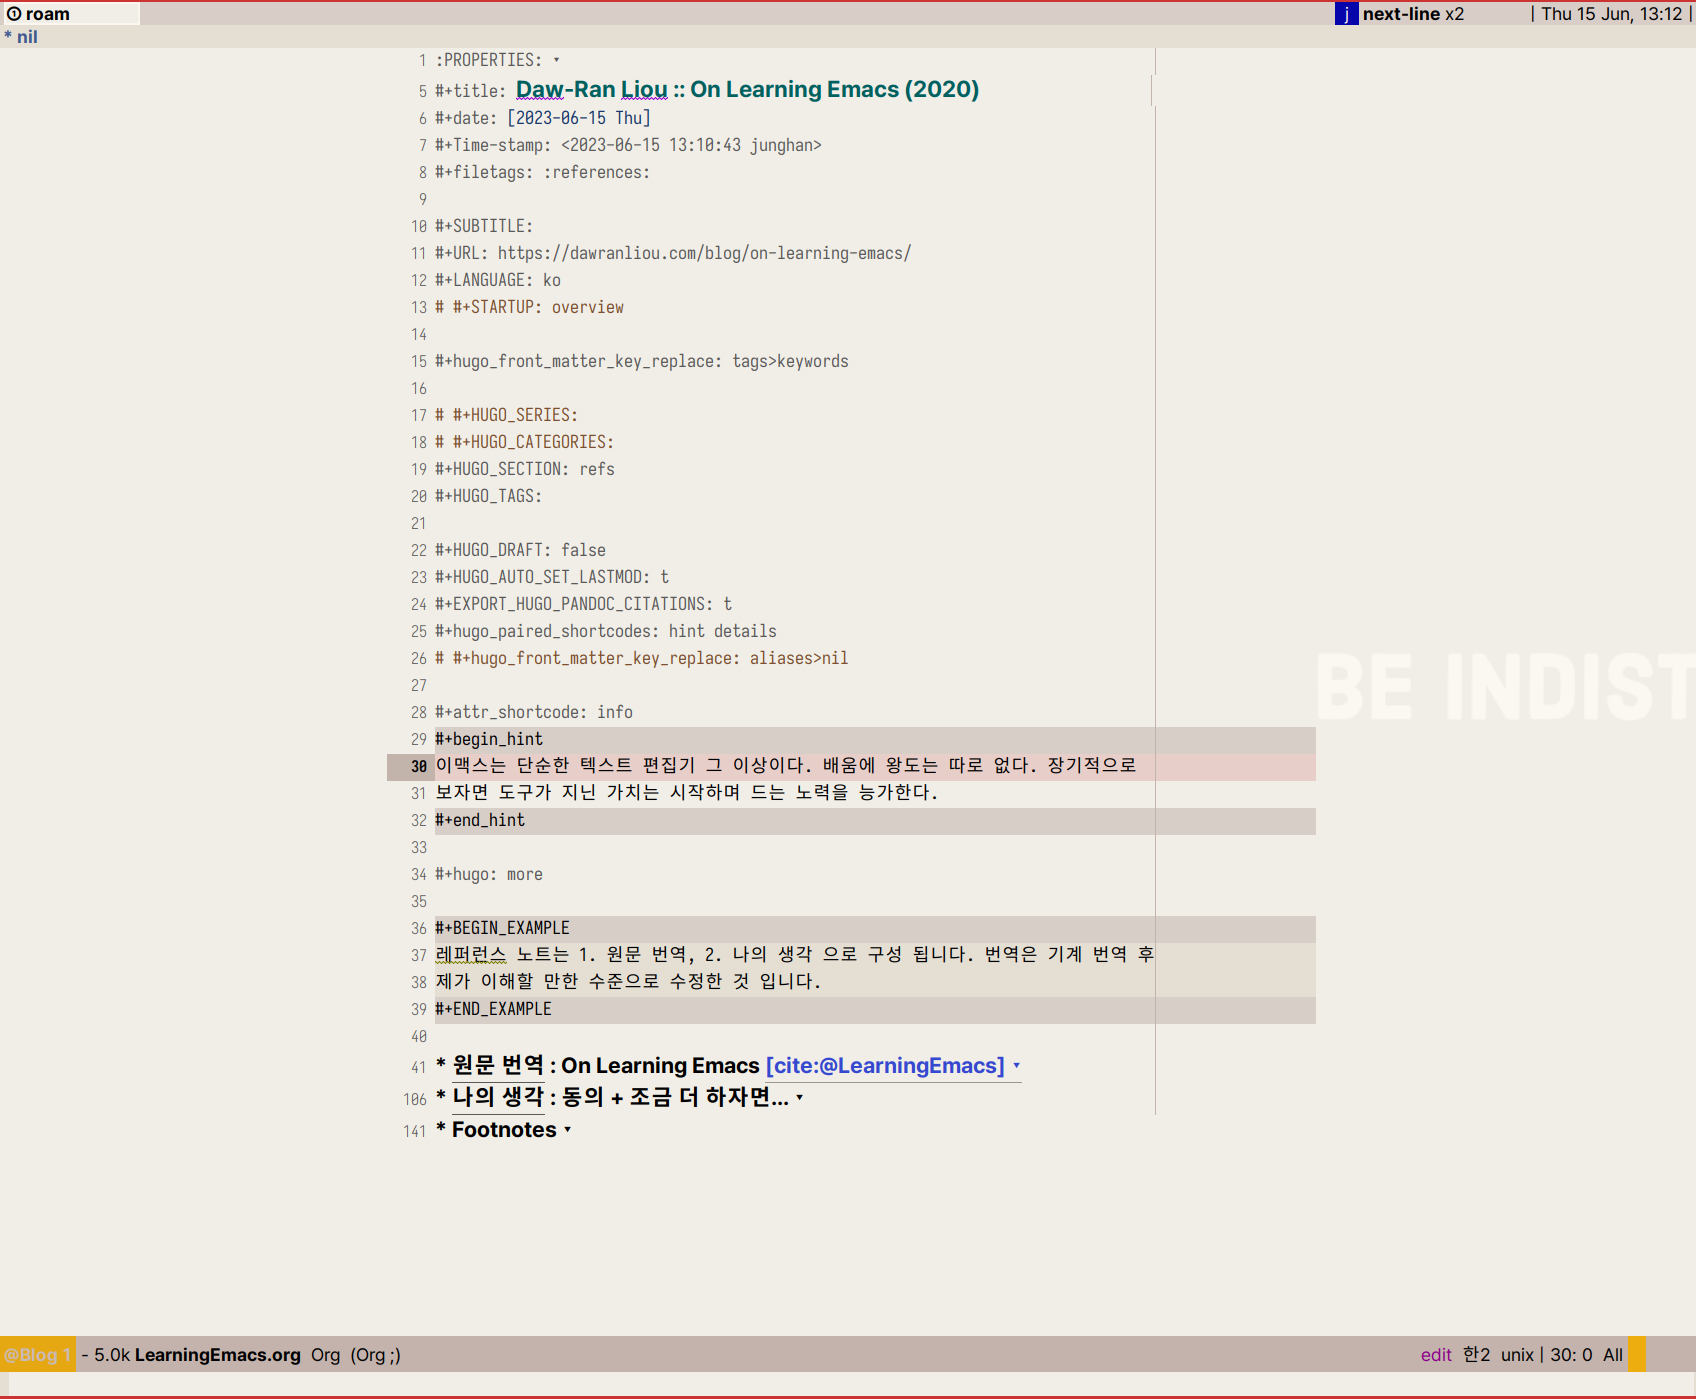 ① roam
j next-line x2 | Thu 15 Jun, 13:12 |
* nil
1 :PROPERTIES: ▾
5 #+title: Daw-Ran Liou :: On Learning Emacs (2020)
6 #+date: [2023-06-15 Thu]
7 #+Time-stamp: <2023-06-15 13:10:43 junghan>
8 #+filetags: :references:
9
10 #+SUBTITLE:
11 #+URL: https://dawranliou.com/blog/on-learning-emacs/
12 #+LANGUAGE: ko
13 # #+STARTUP: overview
14
15 #+hugo_front_matter_key_replace: tags>keywords
16
17 # #+HUGO_SERIES:
18 # #+HUGO_CATEGORIES:
19 #+HUGO_SECTION: refs
20 #+HUGO_TAGS:
21
22 #+HUGO_DRAFT: false
23 #+HUGO_AUTO_SET_LASTMOD: t
24 #+EXPORT_HUGO_PANDOC_CITATIONS: t
25 #+hugo_paired_shortcodes: hint details
26 # #+hugo_front_matter_key_replace: aliases>nil
27
BE INDIST
28 #+attr_shortcode: info
29 #+begin_hint
30 이맥스는 단순한 텍스트 편집기 그 이상이다. 배움에 왕도는 따로 없다. 장기적으로
31 보자면 도구가 지닌 가치는 시작하며 드는 노력을 능가한다.
32 #+end_hint
33
34 #+hugo: more
35
36 #+BEGIN_EXAMPLE
37 레퍼런스 노트는 1. 원문 번역, 2. 나의 생각 으로 구성 됩니다. 번역은 기계 번역 후
38 제가 이해할 만한 수준으로 수정한 것 입니다.
39 #+END_EXAMPLE
40
41 * 원문 번역 : On Learning Emacs [cite:@LearningEmacs] ▾
106 * 나의 생각 : 동의 + 조금 더 하자면... ▾
141 * Footnotes ▾
@Blog 1 - 5.0k LearningEmacs.org Org (Org ;) edit 한2 unix | 30: 0 All